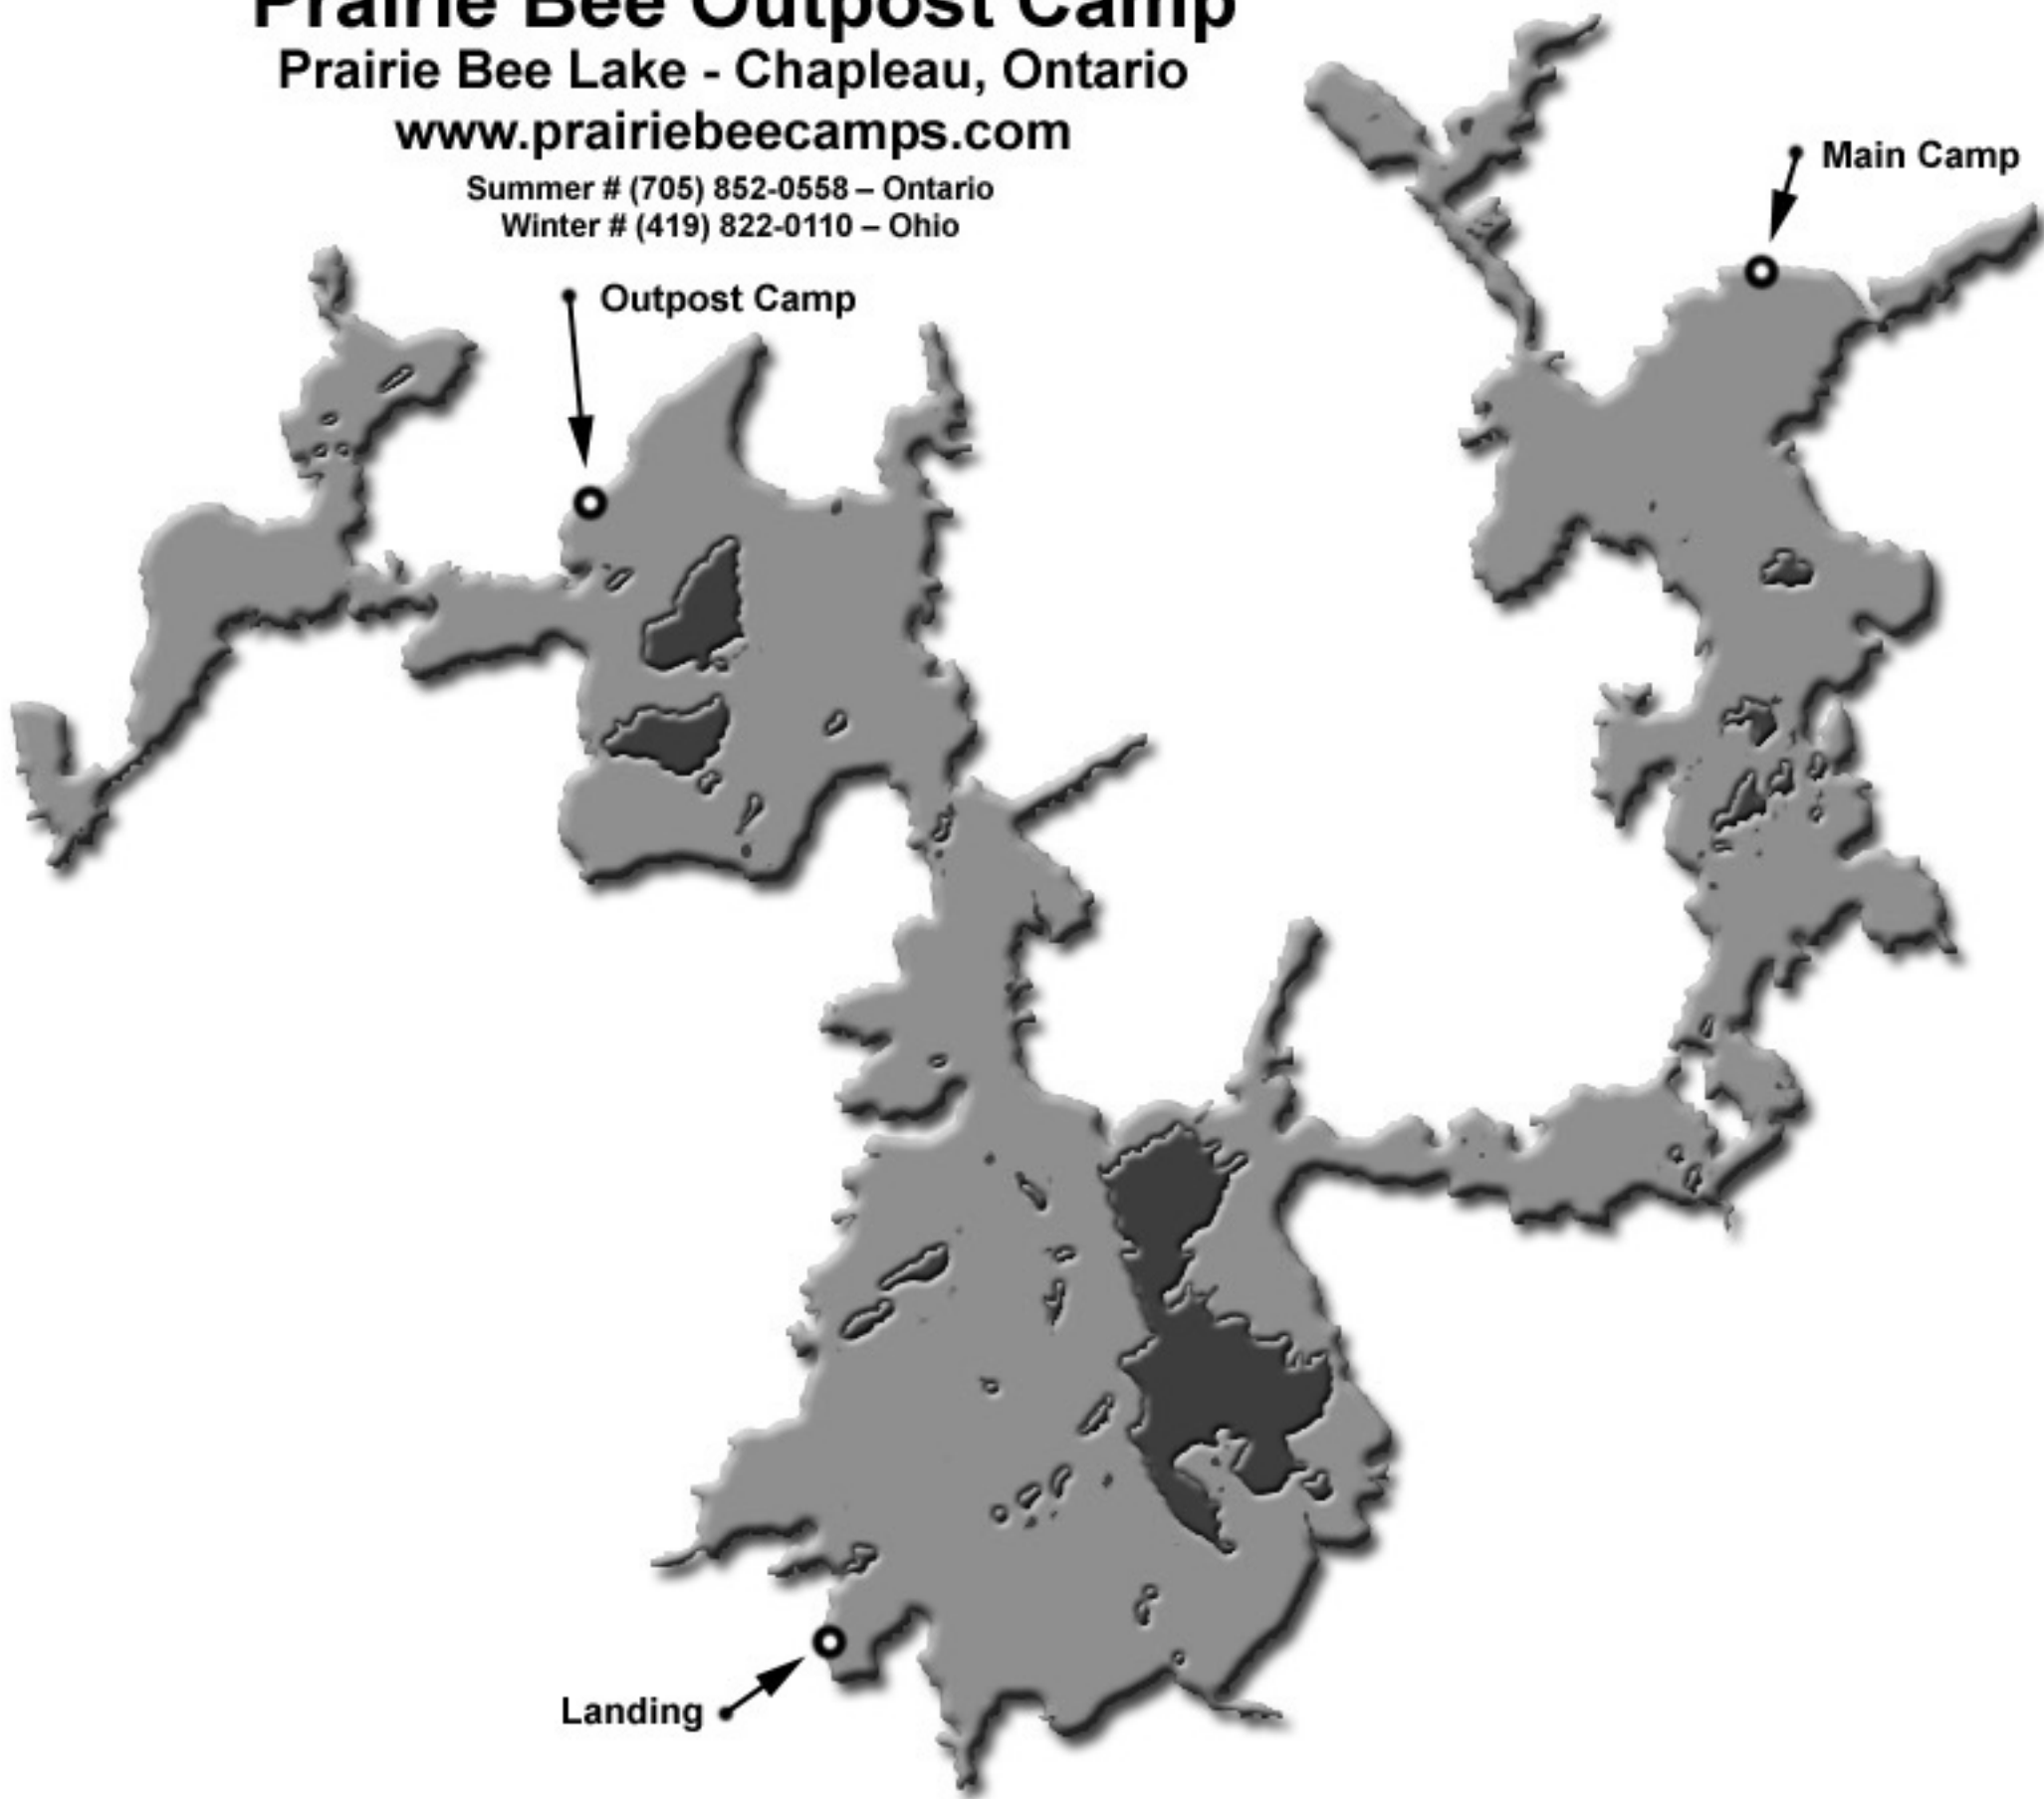 Prairie Bee Outpost Camp
Prairie Bee Lake - Chapleau, Ontario
www.prairiebeecamps.com
Summer # (705) 852-0558 – Ontario
Winter # (419) 822-0110 – Ohio
Main Camp
Outpost Camp
Landing